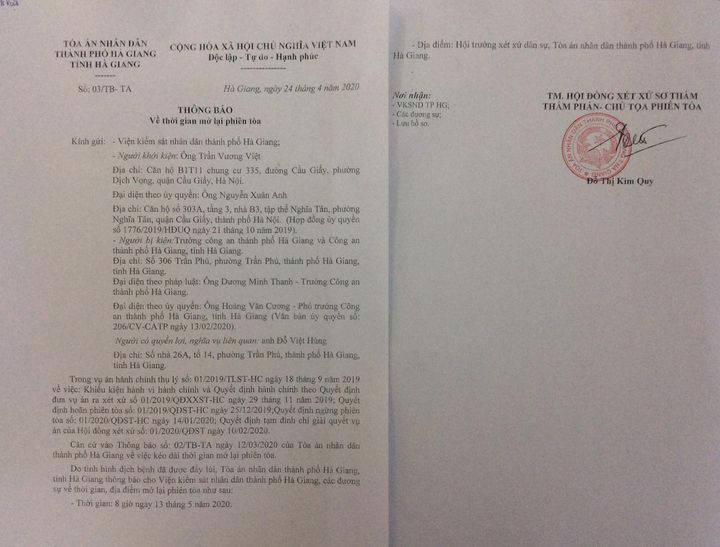 TÒA ÁN NHÂN DÂN
THÀNH PHỐ HÀ GIANG
TỈNH HÀ GIANG
CỘNG HÒA XÃ HỘI CHỦ NGHĨA VIỆT NAM
Độc lập - Tự do - Hạnh phúc
Số: 03/TB- TA
Hà Giang, ngày 24 tháng 4 năm 2020
THÔNG BÁO
Về thời gian mở lại phiên tòa
Kính gửi: - Viện kiểm sát nhân dân thành phố Hà Giang;
- Người khởi kiện: Ông Trần Vương Việt
Địa chỉ: Căn hộ B1T11 chung cư 335, đường Cầu Giấy, phường
Dịch Vọng, quận Cầu Giấy, Hà Nội.
Đại diện theo ủy quyền: Ông Nguyễn Xuân Anh
Địa chỉ: Căn hộ số 303A, tầng 3, nhà B3, tập thể Nghĩa Tân, phường
Nghĩa Tân, quận Cầu Giấy, thành phố Hà Nội. (Hợp đồng ủy quyền
số 1776/2019/HĐUQ ngày 21 tháng 10 năm 2019).
- Người bị kiện:Trưởng công an thành phố Hà Giang và Công an
thành phố Hà Giang, tỉnh Hà Giang.
Địa chỉ: Số 306 Trần Phú, phường Trần Phú, thành phố Hà Giang,
tỉnh Hà Giang.
Đại diện theo pháp luật: Ông Dương Minh Thanh - Trưởng Công an
thành phố Hà Giang.
Đại diện theo ủy quyền: Ông Hoàng Văn Cương - Phó trưởng Công
an thành phố Hà Giang, tỉnh Hà Giang (Văn bản ủy quyền số:
206/CV-CATP ngày 13/02/2020).
Người có quyền lợi, nghĩa vụ liên quan: anh Đỗ Việt Hùng
Địa chỉ: Số nhà 26A, tổ 14, phường Trần Phú, thành phố Hà Giang,
tỉnh Hà Giang.
Trong vụ án hành chính thụ lý số: 01/2019/TLST-HC ngày 18 tháng 9 năm 2019
về việc: Khiếu kiện hành vi hành chính và Quyết định hành chính theo Quyết định
đưa vụ án ra xét xử số 01/2019/QĐXXST-HC ngày 29 tháng 11 năm 2019; Quyết
định hoãn phiên tòa số: 01/2019/QĐST-HC ngày 25/12/2019;Quyết định ngừng phiên
tòa số: 01/2020/QĐST-HC ngày 14/01/2020; Quyết định tạm đình chỉ giải quyết vụ
án của Hội đồng xét xử số: 01/2020/QĐST ngày 10/02/2020.
Căn cứ vào Thông báo số: 02/TB-TA ngày 12/03/2020 của Tòa án nhân dân
thành phố Hà Giang về việc kéo dài thời gian mở lại phiên tòa.
Do tình hình dịch bệnh đã được đẩy lùi, Tòa án nhân dân thành phố Hà Giang,
tỉnh Hà Giang thông báo cho Viện kiểm sát nhân dân thành phố Hà Giang, các đương
sự về thời gian, địa điểm mở lại phiên tòa như sau:
- Thời gian: 8 giờ ngày 13 tháng 5 năm 2020.
- Địa điểm: Hội trường xét xử dân sự, Tòa án nhân dân thành phố Hà Giang, tỉnh
Hà Giang.
Nơi nhận:
- VKSND TP HG;
- Các đương sự;
- Lưu hồ sơ.
TM. HỘI ĐỒNG XÉT XỬ SƠ THẨM
THẨM PHÁN- CHỦ TỌA PHIÊN TÒA
Đỗ Thị Kim Quy